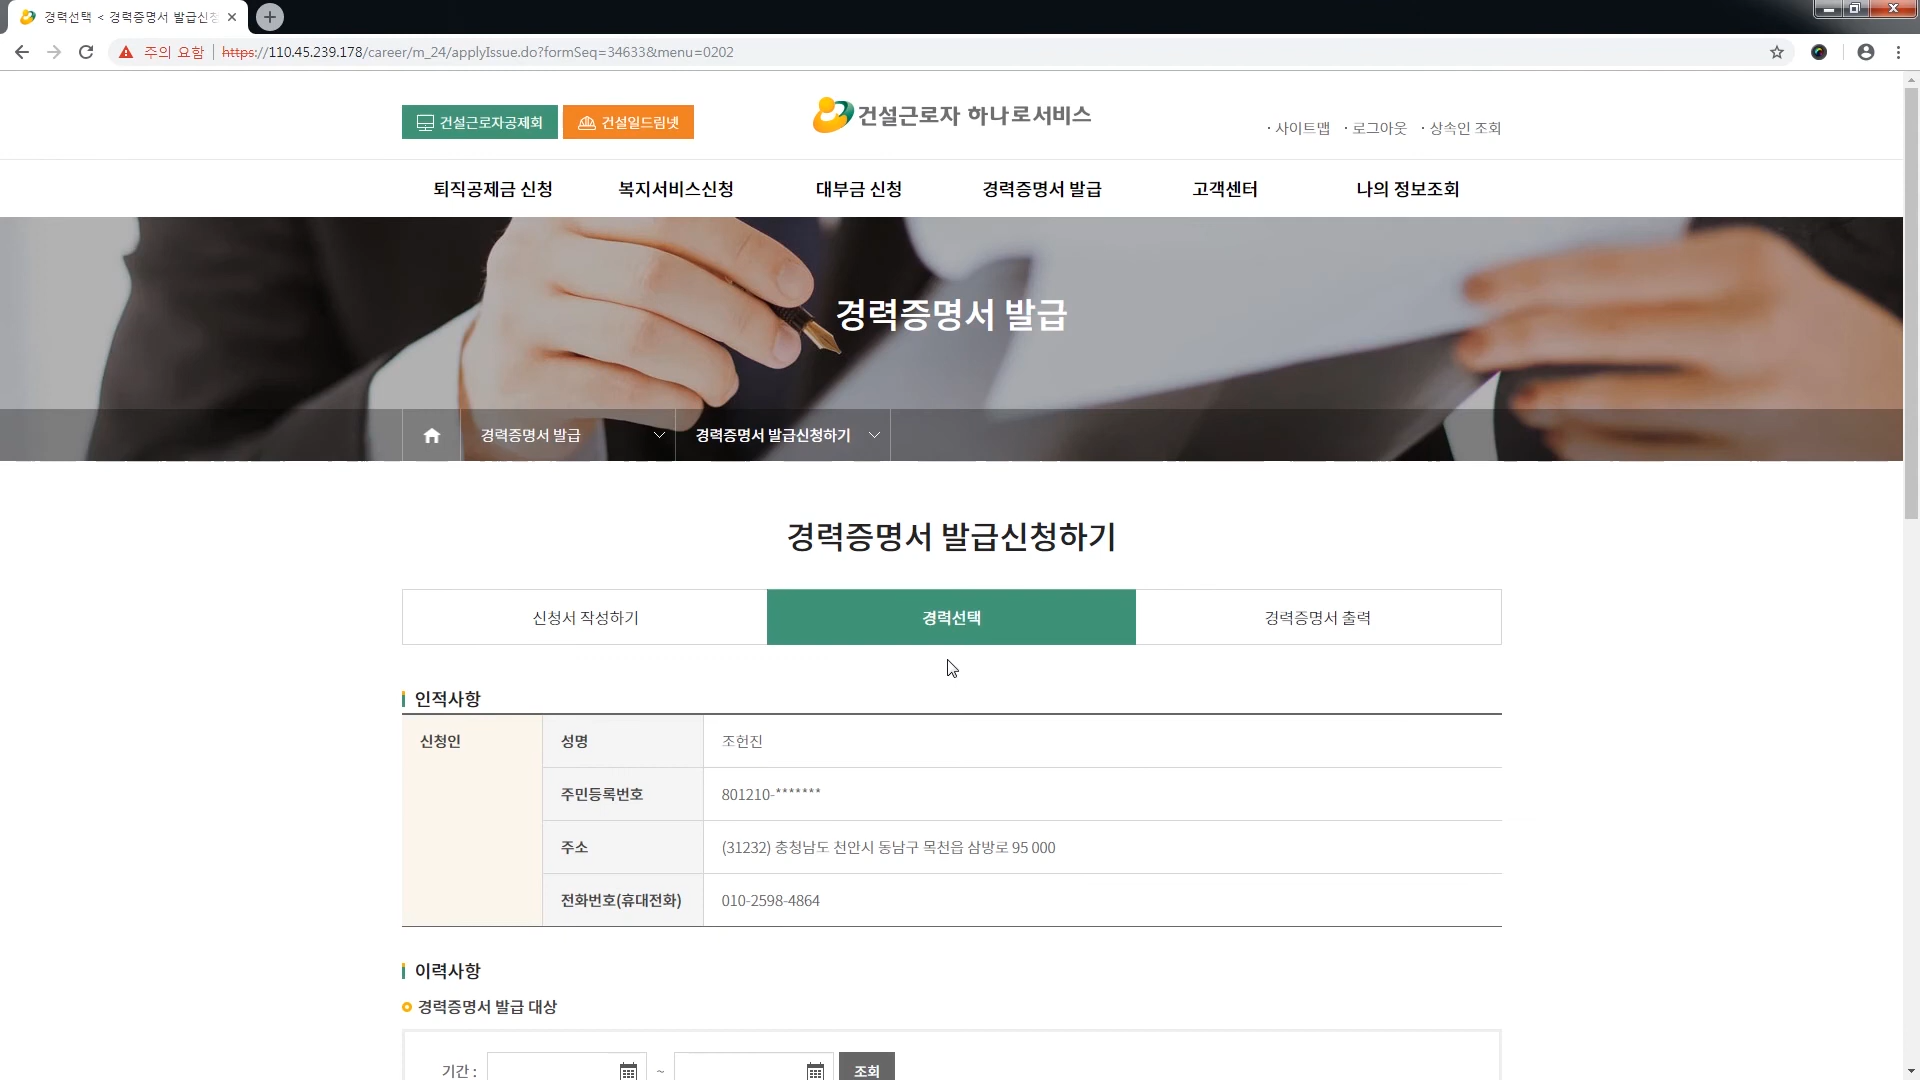 경력선택 < 경력증명서 발급신청
주의 요함 https://110.45.239.178/career/m_24/applyIssue.do?formSeq=34633&menu=0202
건설근로자공제회 건설일드림넷 건설근로자 하나로서비스 · 사이트맵 · 로그아웃 · 상속인 조회
퇴직공제금 신청 복지서비스신청 대부금 신청 경력증명서 발급 고객센터 나의 정보조회
경력증명서 발급
경력증명서 발급 경력증명서 발급신청하기
경력증명서 발급신청하기
신청서 작성하기 경력선택 경력증명서 출력
인적사항
신청인 성명 조헌진
주민등록번호 801210-*******
주소 (31232) 충청남도 천안시 동남구 목천읍 삼방로 95 000
전화번호(휴대전화) 010-2598-4864
이력사항
경력증명서 발급 대상
기간 : ~ 조회